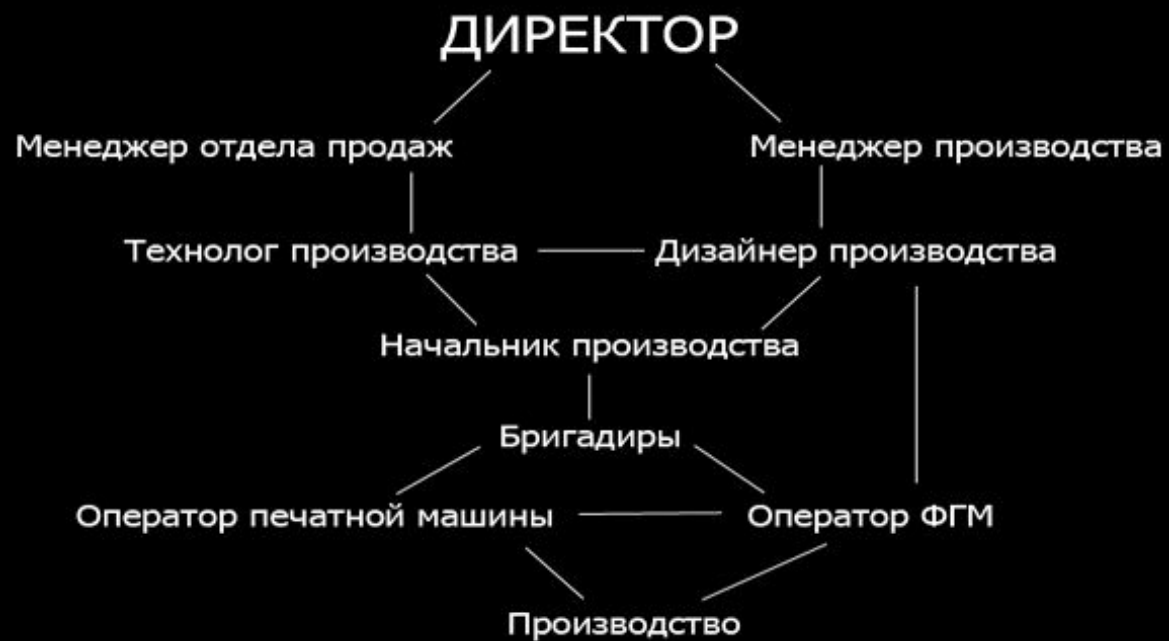 ДИРЕКТОР
Менеджер отдела продаж
Менеджер производства
Технолог производства
Дизайнер производства
Начальник производства
Бригадиры
Оператор печатной машины
Оператор ФГМ
Производство